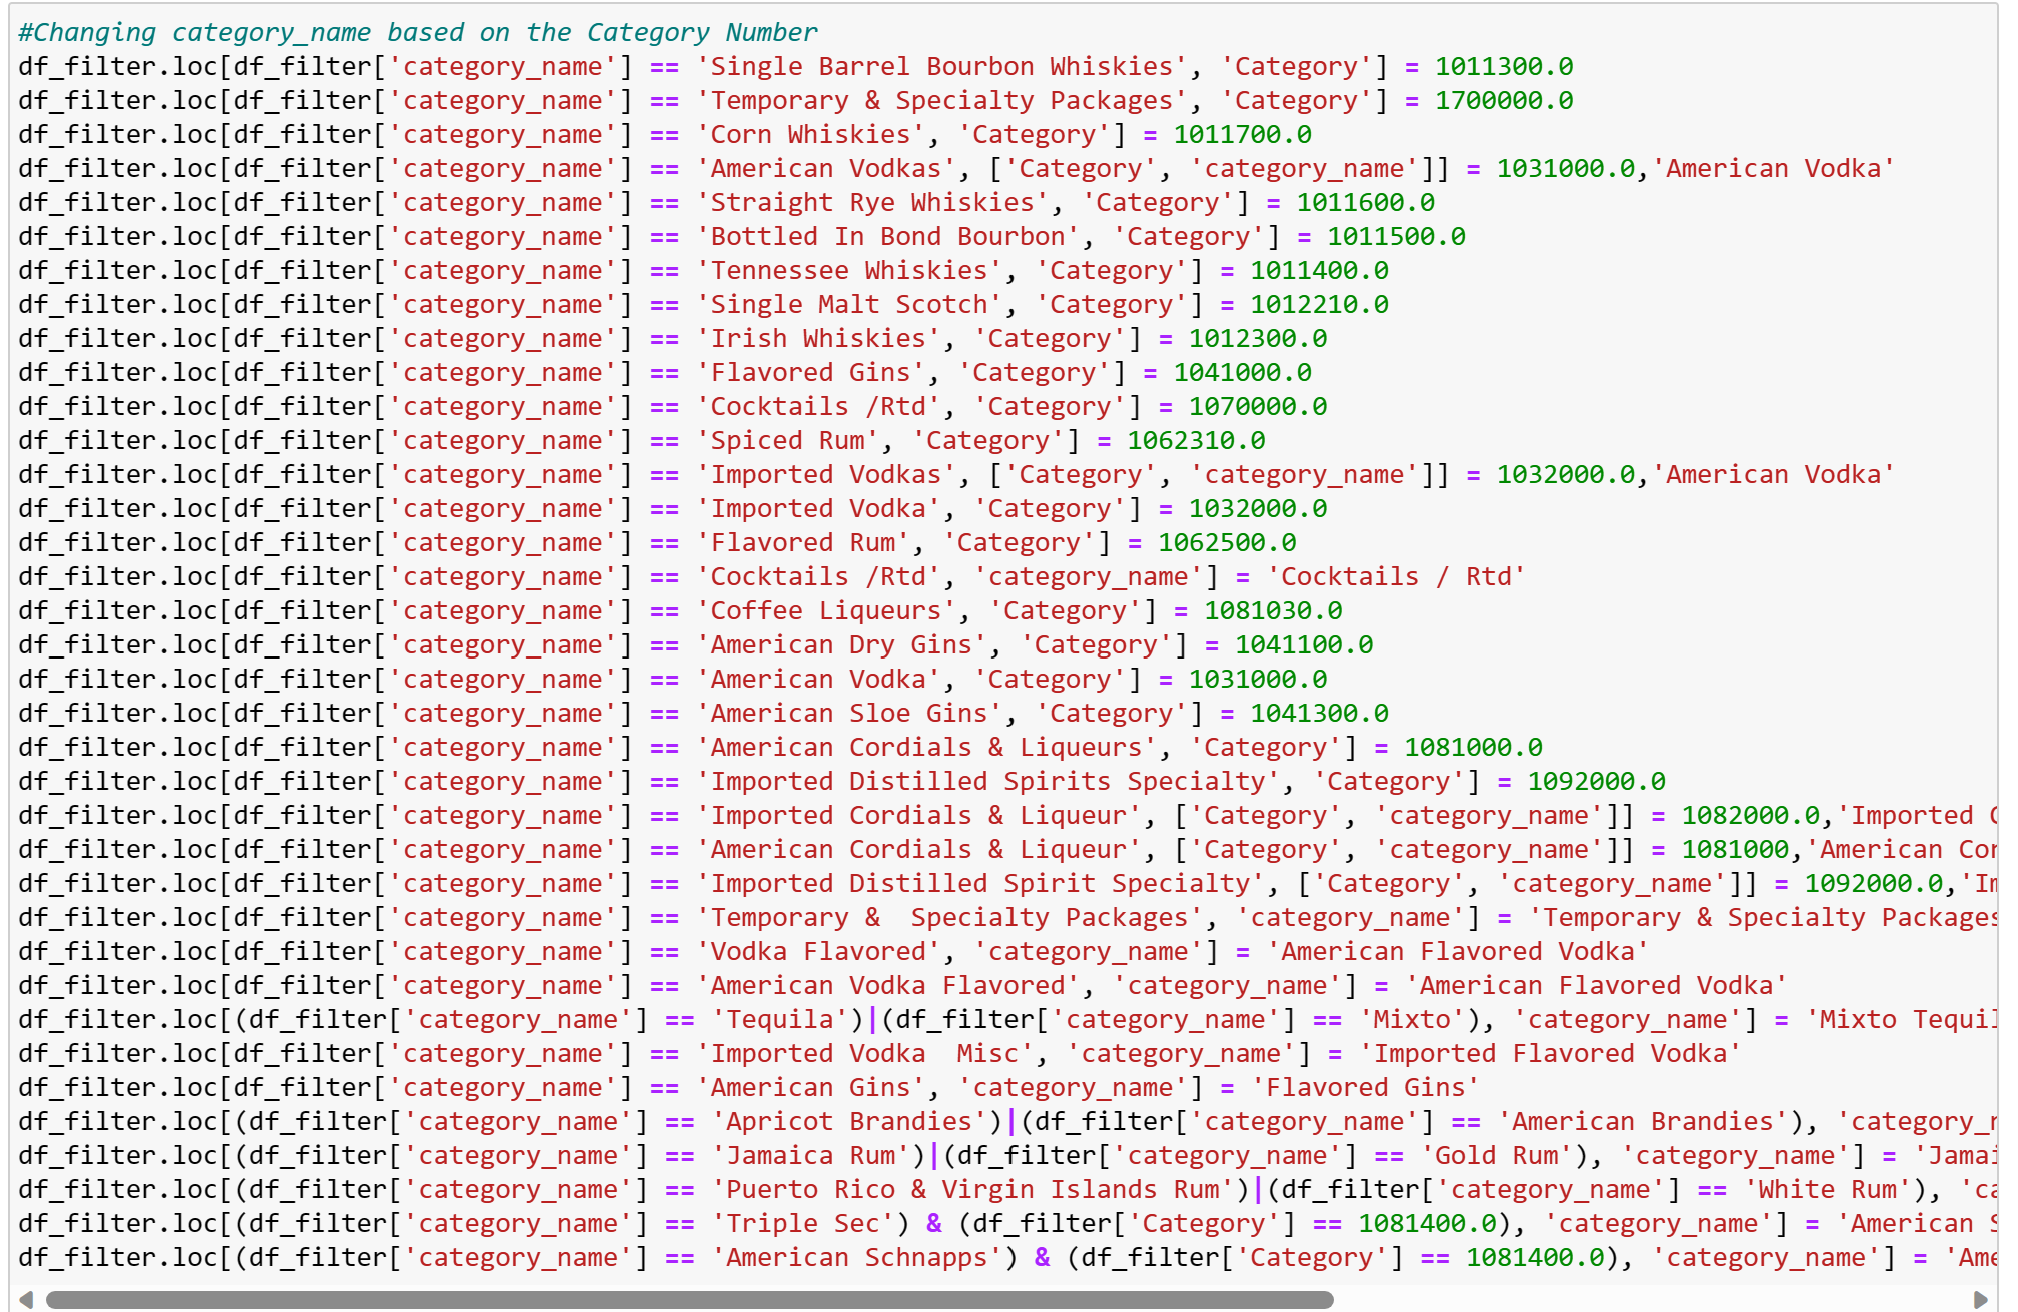 #Changing category_name based on the Category Number
df_filter.loc[df_filter['category_name'] == 'Single Barrel Bourbon Whiskies', 'Category'] = 1011300.0
df_filter.loc[df_filter['category_name'] == 'Temporary & Specialty Packages', 'Category'] = 1700000.0
df_filter.loc[df_filter['category_name'] == 'Corn Whiskies', 'Category'] = 1011700.0
df_filter.loc[df_filter['category_name'] == 'American Vodkas', ['Category', 'category_name']] = 1031000.0,'American Vodka'
df_filter.loc[df_filter['category_name'] == 'Straight Rye Whiskies', 'Category'] = 1011600.0
df_filter.loc[df_filter['category_name'] == 'Bottled In Bond Bourbon', 'Category'] = 1011500.0
df_filter.loc[df_filter['category_name'] == 'Tennessee Whiskies', 'Category'] = 1011400.0
df_filter.loc[df_filter['category_name'] == 'Single Malt Scotch', 'Category'] = 1012210.0
df_filter.loc[df_filter['category_name'] == 'Irish Whiskies', 'Category'] = 1012300.0
df_filter.loc[df_filter['category_name'] == 'Flavored Gins', 'Category'] = 1041000.0
df_filter.loc[df_filter['category_name'] == 'Cocktails /Rtd', 'Category'] = 1070000.0
df_filter.loc[df_filter['category_name'] == 'Spiced Rum', 'Category'] = 1062310.0
df_filter.loc[df_filter['category_name'] == 'Imported Vodkas', ['Category', 'category_name']] = 1032000.0,'American Vodka'
df_filter.loc[df_filter['category_name'] == 'Imported Vodka', 'Category'] = 1032000.0
df_filter.loc[df_filter['category_name'] == 'Flavored Rum', 'Category'] = 1062500.0
df_filter.loc[df_filter['category_name'] == 'Cocktails /Rtd', 'category_name'] = 'Cocktails / Rtd'
df_filter.loc[df_filter['category_name'] == 'Coffee Liqueurs', 'Category'] = 1081030.0
df_filter.loc[df_filter['category_name'] == 'American Dry Gins', 'Category'] = 1041100.0
df_filter.loc[df_filter['category_name'] == 'American Vodka', 'Category'] = 1031000.0
df_filter.loc[df_filter['category_name'] == 'American Sloe Gins', 'Category'] = 1041300.0
df_filter.loc[df_filter['category_name'] == 'American Cordials & Liqueurs', 'Category'] = 1081000.0
df_filter.loc[df_filter['category_name'] == 'Imported Distilled Spirits Specialty', 'Category'] = 1092000.0
df_filter.loc[df_filter['category_name'] == 'Imported Cordials & Liqueur', ['Category', 'category_name']] = 1082000.0,'Imported
df_filter.loc[df_filter['category_name'] == 'American Cordials & Liqueur', ['Category', 'category_name']] = 1081000,'American Cor
df_filter.loc[df_filter['category_name'] == 'Imported Distilled Spirit Specialty', ['Category', 'category_name']] = 1092000.0,'Im
df_filter.loc[df_filter['category_name'] == 'Temporary &  Specialty Packages', 'category_name'] = 'Temporary & Specialty Packages
df_filter.loc[df_filter['category_name'] == 'Vodka Flavored', 'category_name'] = 'American Flavored Vodka'
df_filter.loc[df_filter['category_name'] == 'American Vodka Flavored', 'category_name'] = 'American Flavored Vodka'
df_filter.loc[(df_filter['category_name'] == 'Tequila')|(df_filter['category_name'] == 'Mixto'), 'category_name'] = 'Mixto Tequil
df_filter.loc[df_filter['category_name'] == 'Imported Vodka  Misc', 'category_name'] = 'Imported Flavored Vodka'
df_filter.loc[df_filter['category_name'] == 'American Gins', 'category_name'] = 'Flavored Gins'
df_filter.loc[(df_filter['category_name'] == 'Apricot Brandies')|(df_filter['category_name'] == 'American Brandies'), 'category_n
df_filter.loc[(df_filter['category_name'] == 'Jamaica Rum')|(df_filter['category_name'] == 'Gold Rum'), 'category_name'] = 'Jamai
df_filter.loc[(df_filter['category_name'] == 'Puerto Rico & Virgin Islands Rum')|(df_filter['category_name'] == 'White Rum'), 'ca
df_filter.loc[(df_filter['category_name'] == 'Triple Sec') & (df_filter['Category'] == 1081400.0), 'category_name'] = 'American S
df_filter.loc[(df_filter['category_name'] == 'American Schnapps') & (df_filter['Category'] == 1081400.0), 'category_name'] = 'Ame